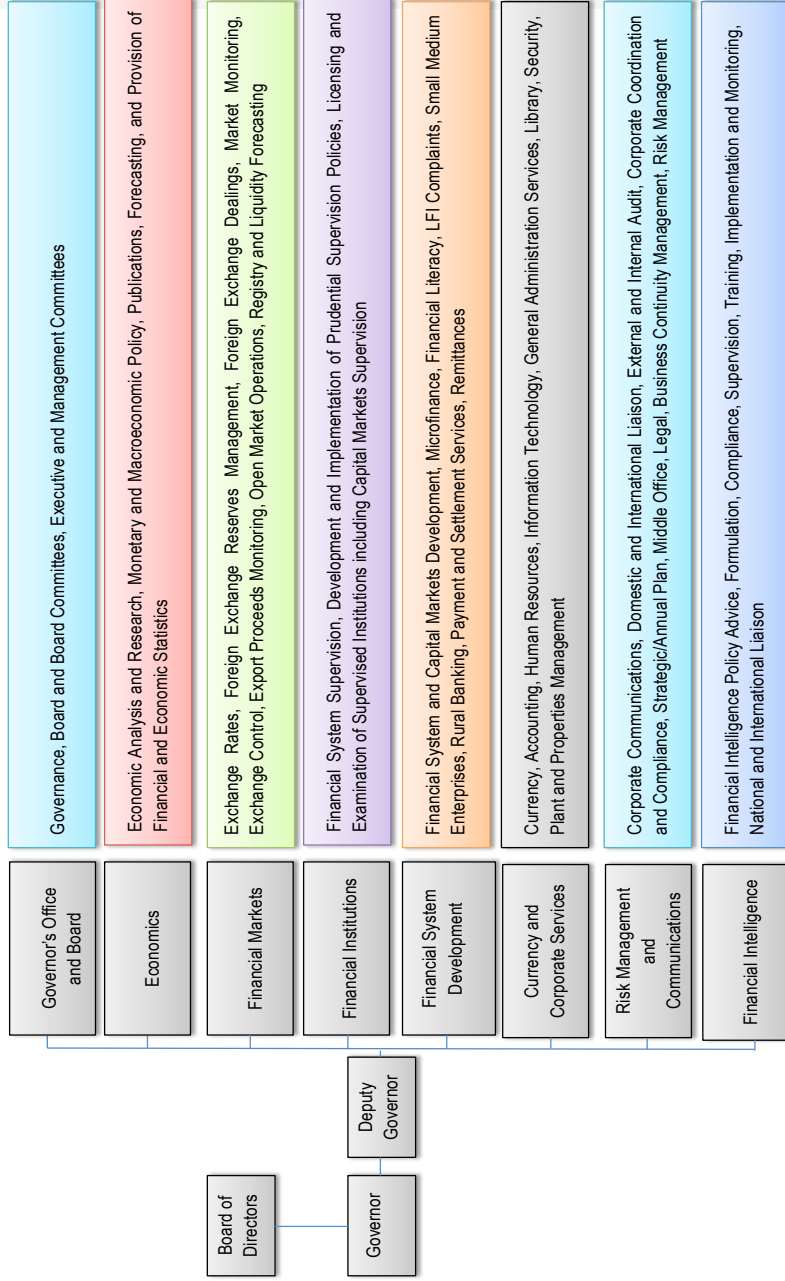 Board of
Directors
Governor
Deputy
Governor
Governor's Office
and Board
Governance, Board and Board Committees, Executive and Management Committees
Economics
Economic Analysis and Research, Monetary and Macroeconomic Policy, Publications, Forecasting, and Provision of
Financial and Economic Statistics
Financial Markets
Exchange Rates, Foreign Exchange Reserves Management, Foreign Exchange Dealings, Market Monitoring,
Exchange Control, Export Proceeds Monitoring, Open Market Operations, Registry and Liquidity Forecasting
Financial Institutions
Financial System Supervision, Development and Implementation of Prudential Supervision Policies, Licensing and
Examination of Supervised Institutions including Capital Markets Supervision
Financial System
Development
Financial System and Capital Markets Development, Microfinance, Financial Literacy, LFI Complaints, Small Medium
Enterprises, Rural Banking, Payment and Settlement Services, Remittances
Currency and
Corporate Services
Currency, Accounting, Human Resources, Information Technology, General Administration Services, Library, Security,
Plant and Properties Management
Risk Management
and
Communications
Corporate Communications, Domestic and International Liaison, External and Internal Audit, Corporate Coordination
and Compliance, Strategic/Annual Plan, Middle Office, Legal, Business Continuity Management, Risk Management
Financial Intelligence
Financial Intelligence Policy Advice, Formulation, Compliance, Supervision, Training, Implementation and Monitoring,
National and International Liaison